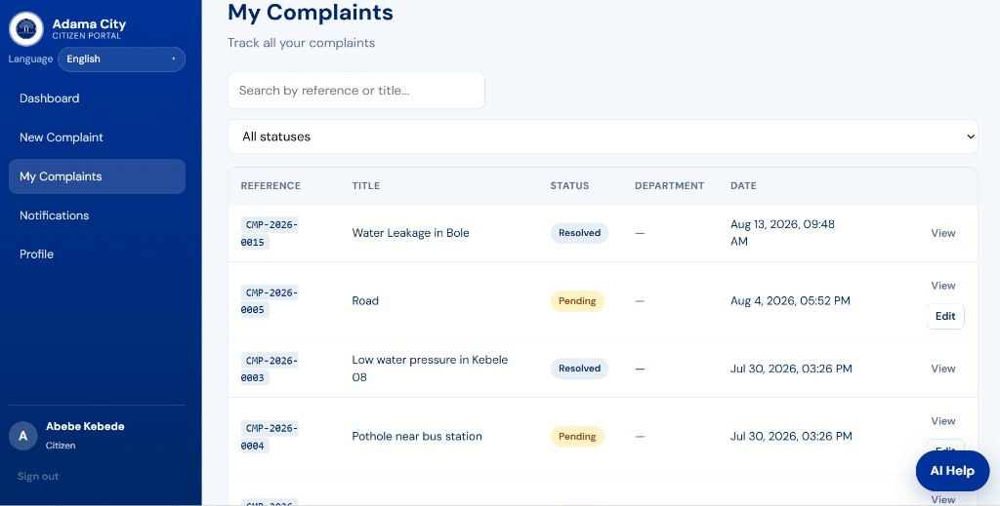 Adama City
CITIZEN PORTAL
Language English
Dashboard
New Complaint
My Complaints
Notifications
Profile
Abebe Kebede
Citizen
A
Sign out
My Complaints
Track all your complaints
Search by reference or title...
All statuses
REFERENCE TITLE STATUS DEPARTMENT DATE
CMP-2026-
0015
Water Leakage in Bole
Resolved
—
Aug 13, 2026, 09:48
AM
View
CMP-2026-
0005
Road
Pending
—
Aug 4, 2026, 05:52 PM
View
Edit
CMP-2026-
0003
Low water pressure in Kebele
08
Resolved
—
Jul 30, 2026, 03:26 PM
View
CMP-2026-
0004
Pothole near bus station
Pending
—
Jul 30, 2026, 03:26 PM
View
Edit
AI Help
CMP-2026-
View